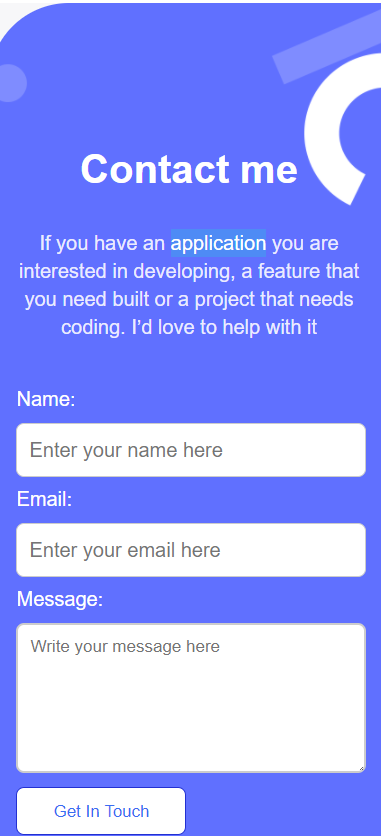 Contact me
If you have an application you are
interested in developing, a feature that
you need built or a project that needs
coding. I'd love to help with it
Name:
Enter your name here
Email:
Enter your email here
Message:
Write your message here
Get In Touch